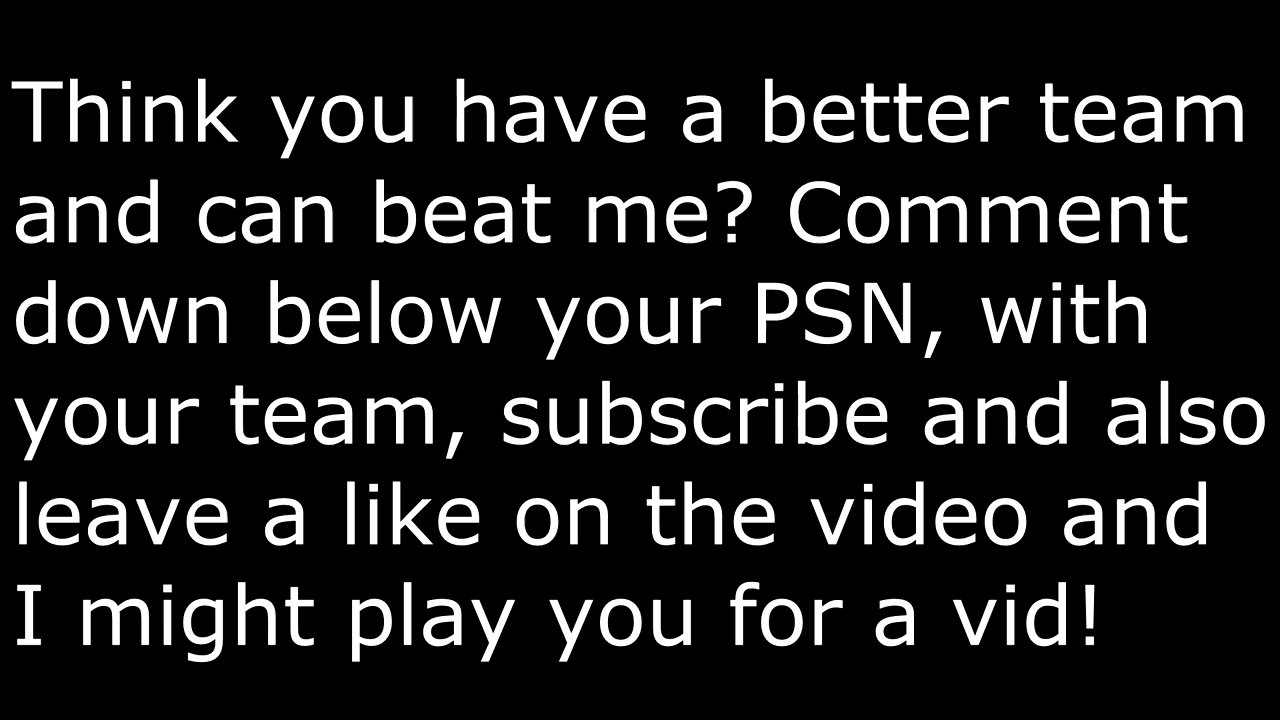 Think you have a better team
and can beat me? Comment
down below your PSN, with
your team, subscribe and also
leave a like on the video and
I might play you for a vid!